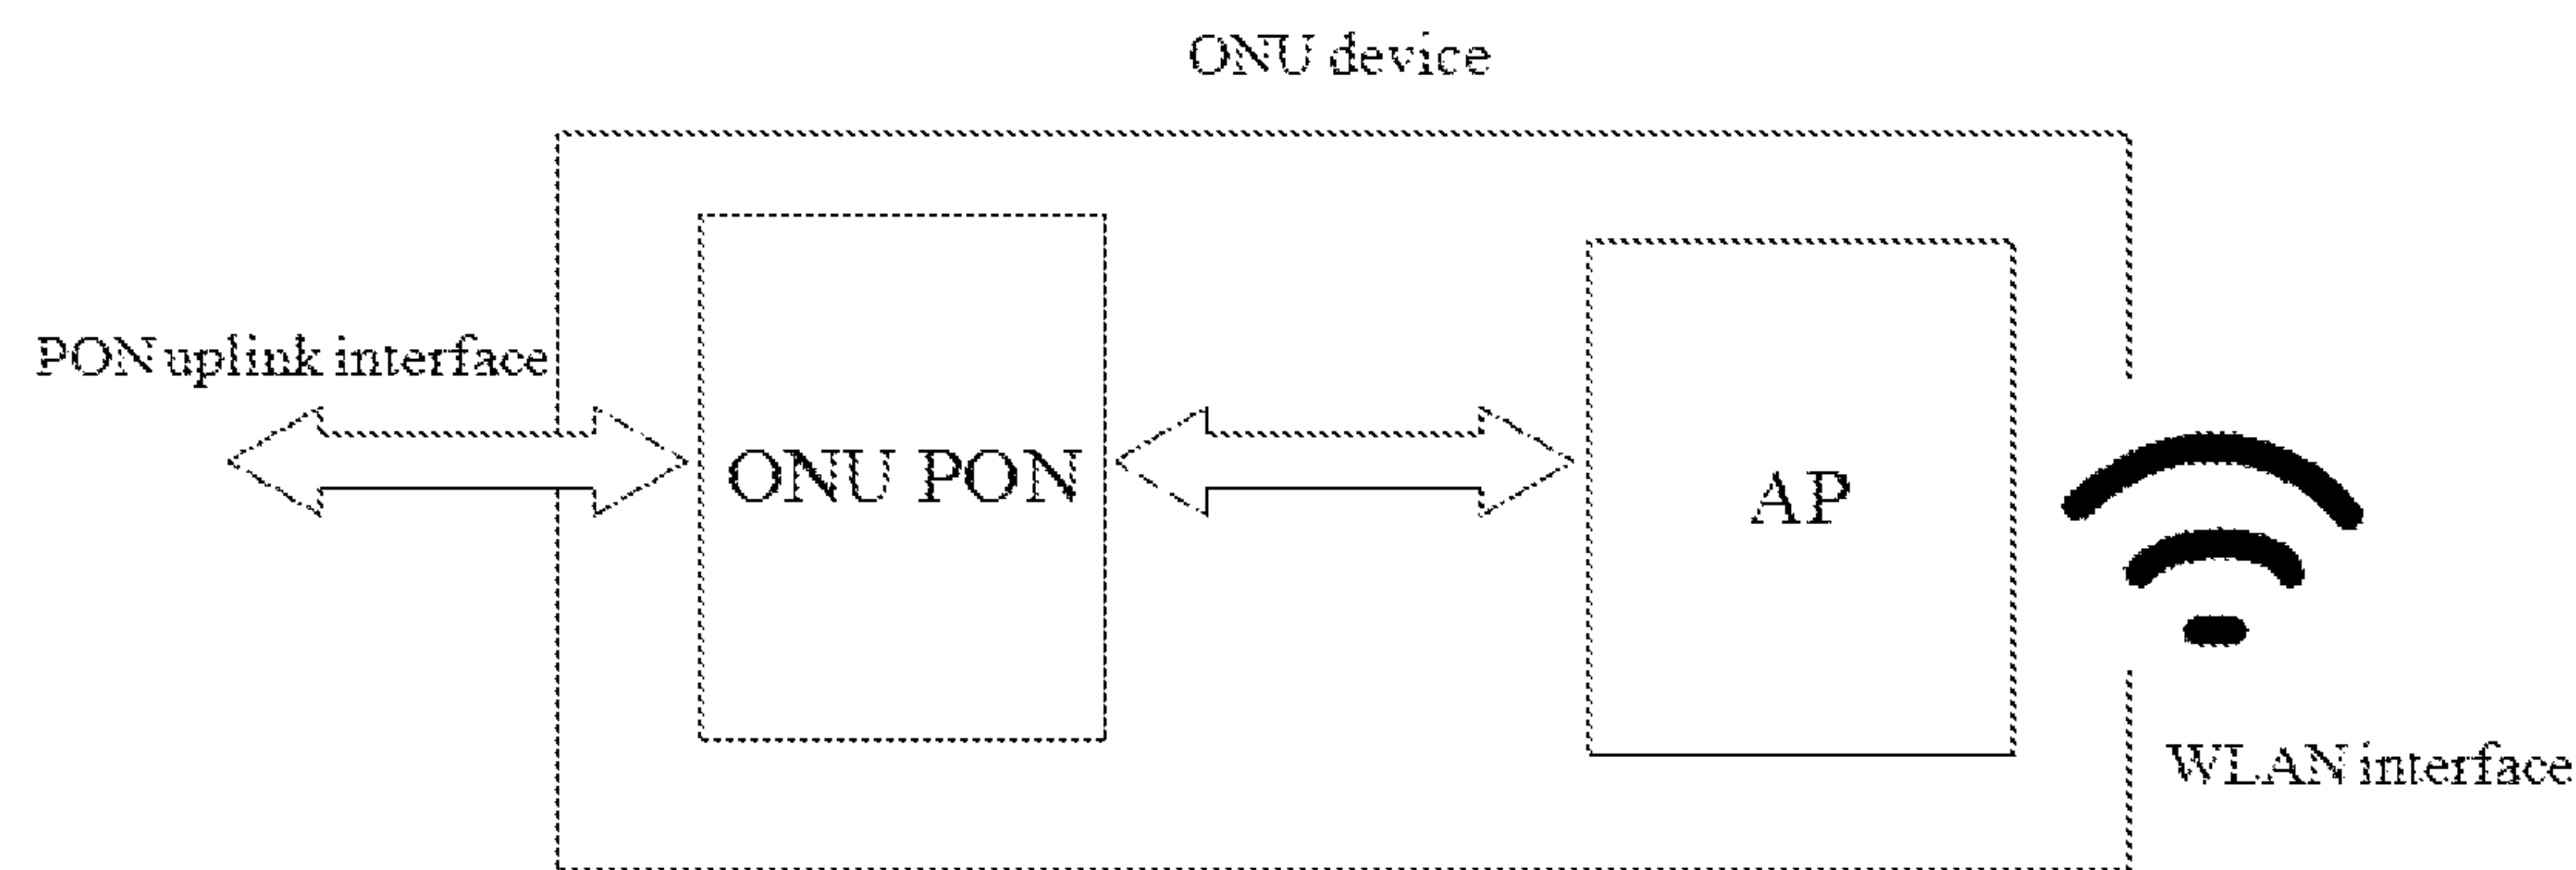 ONU device
PON uplink interface
ONU PON
AP
WLAN interface